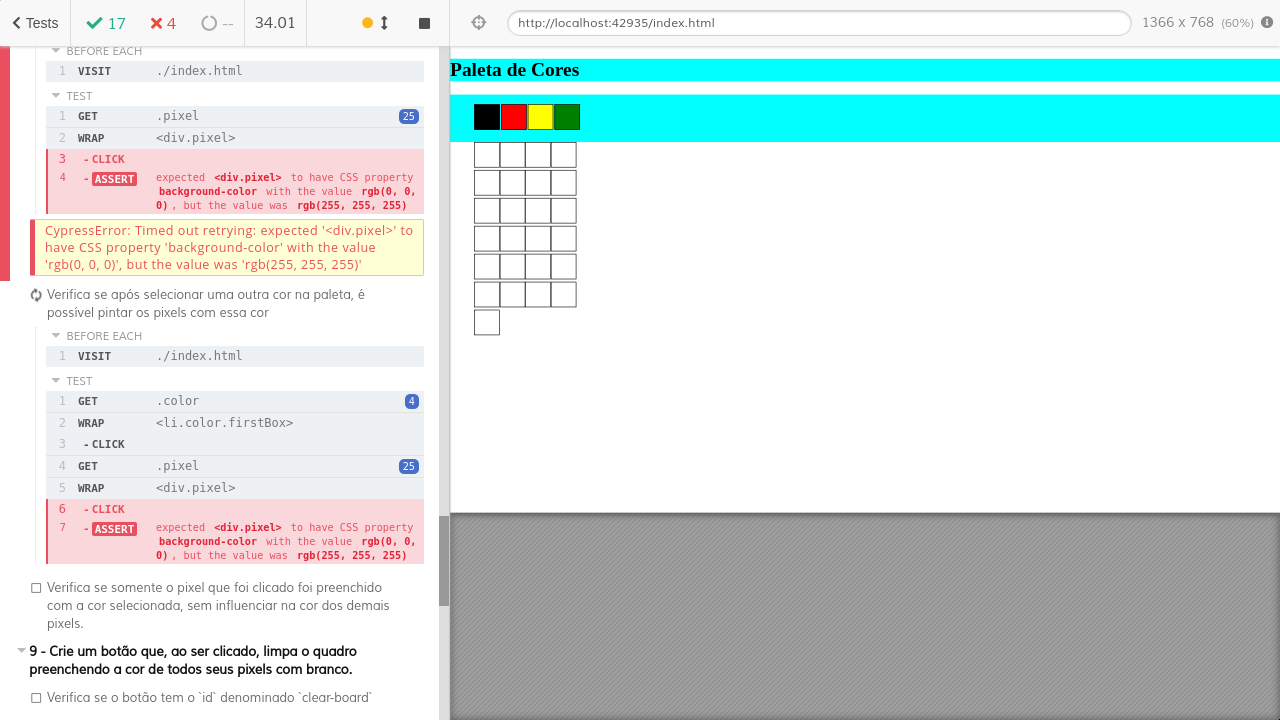 Tests 17 4 -- 34.01 http://localhost:42935/index.html 1366 x 768 (60%)
BEFORE EACH
1 VISIT ./index.html
TEST
1 GET .pixel 25
2 WRAP <div.pixel>
3 -CLICK
4 -ASSERT expected <div.pixel> to have CSS property
background-color with the value rgb(0, 0,
0), but the value was rgb(255, 255, 255)
CypressError: Timed out retrying: expected '<div.pixel>' to
have CSS property 'background-color' with the value
'rgb(0, 0, 0)', but the value was 'rgb(255, 255, 255)'
Verifica se após selecionar uma outra cor na paleta, é
possível pintar os pixels com essa cor
BEFORE EACH
1 VISIT ./index.html
TEST
1 GET .color 4
2 WRAP <li.color.firstBox>
3 -CLICK
4 GET .pixel 25
5 WRAP <div.pixel>
6 -CLICK
7 -ASSERT expected <div.pixel> to have CSS property
background-color with the value rgb(0, 0,
0), but the value was rgb(255, 255, 255)
Verifica se somente o pixel que foi clicado foi preenchido
com a cor selecionada, sem influenciar na cor dos demais
pixels.
9 - Crie um botão que, ao ser clicado, limpa o quadro
preenchendo a cor de todos seus pixels com branco.
Verifica se o botão tem o `id` denominado `clear-board`
Paleta de Cores